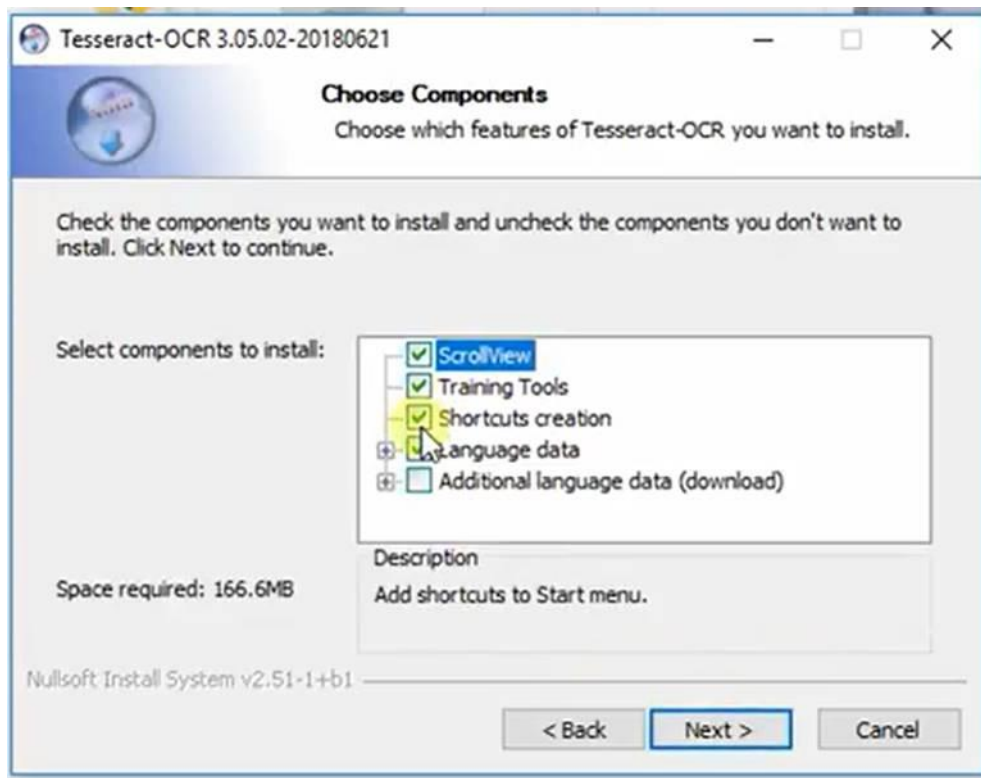 Tesseract-OCR 3.05.02-20180621
Choose Components
Choose which features of Tesseract-OCR you want to install.
Check the components you want to install and uncheck the components you don't want to
install. Click Next to continue.
Select components to install:
ScrollView
Training Tools
Shortcuts creation
Language data
Additional language data (download)
Space required: 166.6MB
Description
Add shortcuts to Start menu.
Nullsoft Install System v2.51-1+b1
< Back
Next >
Cancel